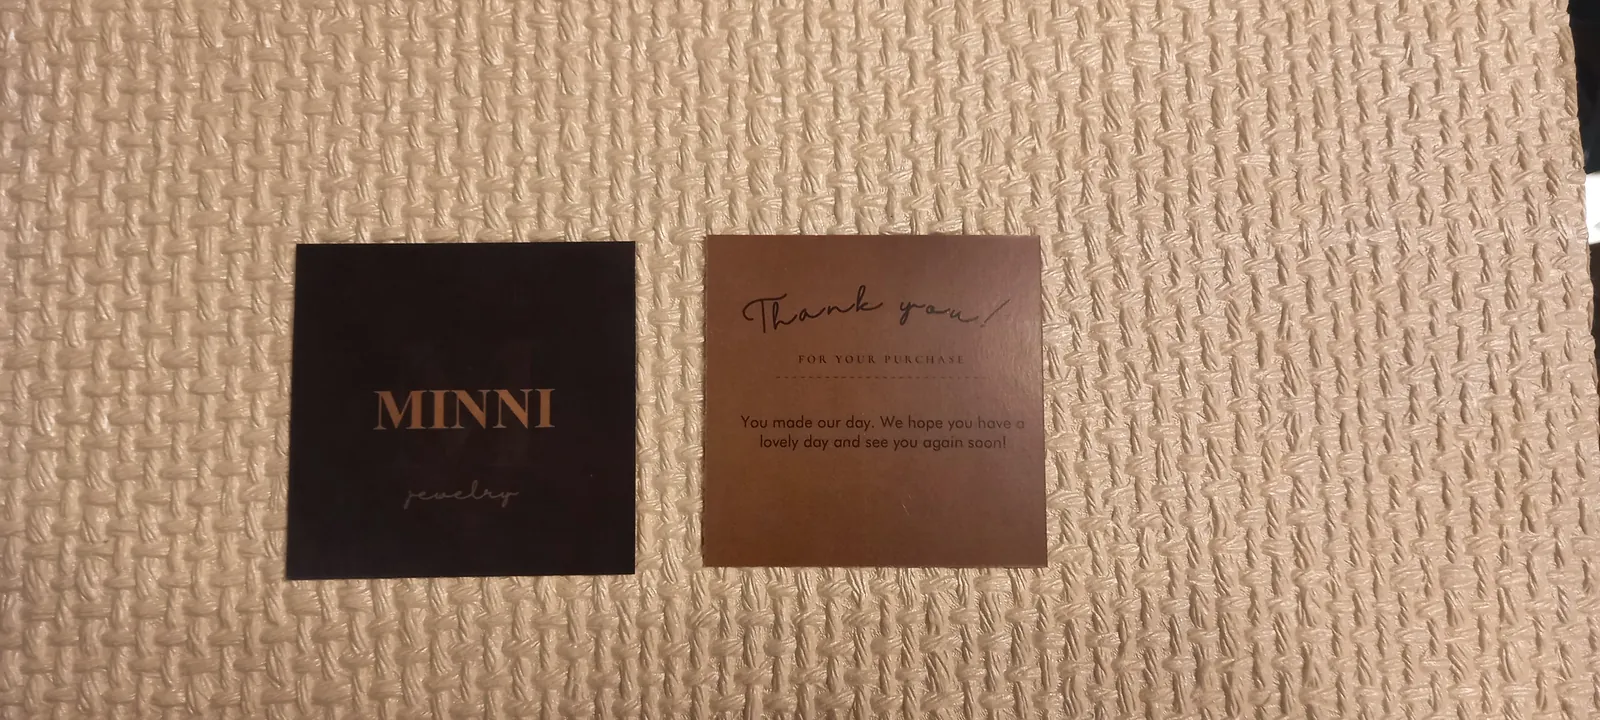 MINNI
jewelry
Thank you!
FOR YOUR PURCHASE
You made our day. We hope you have a
lovely day and see you again soon!